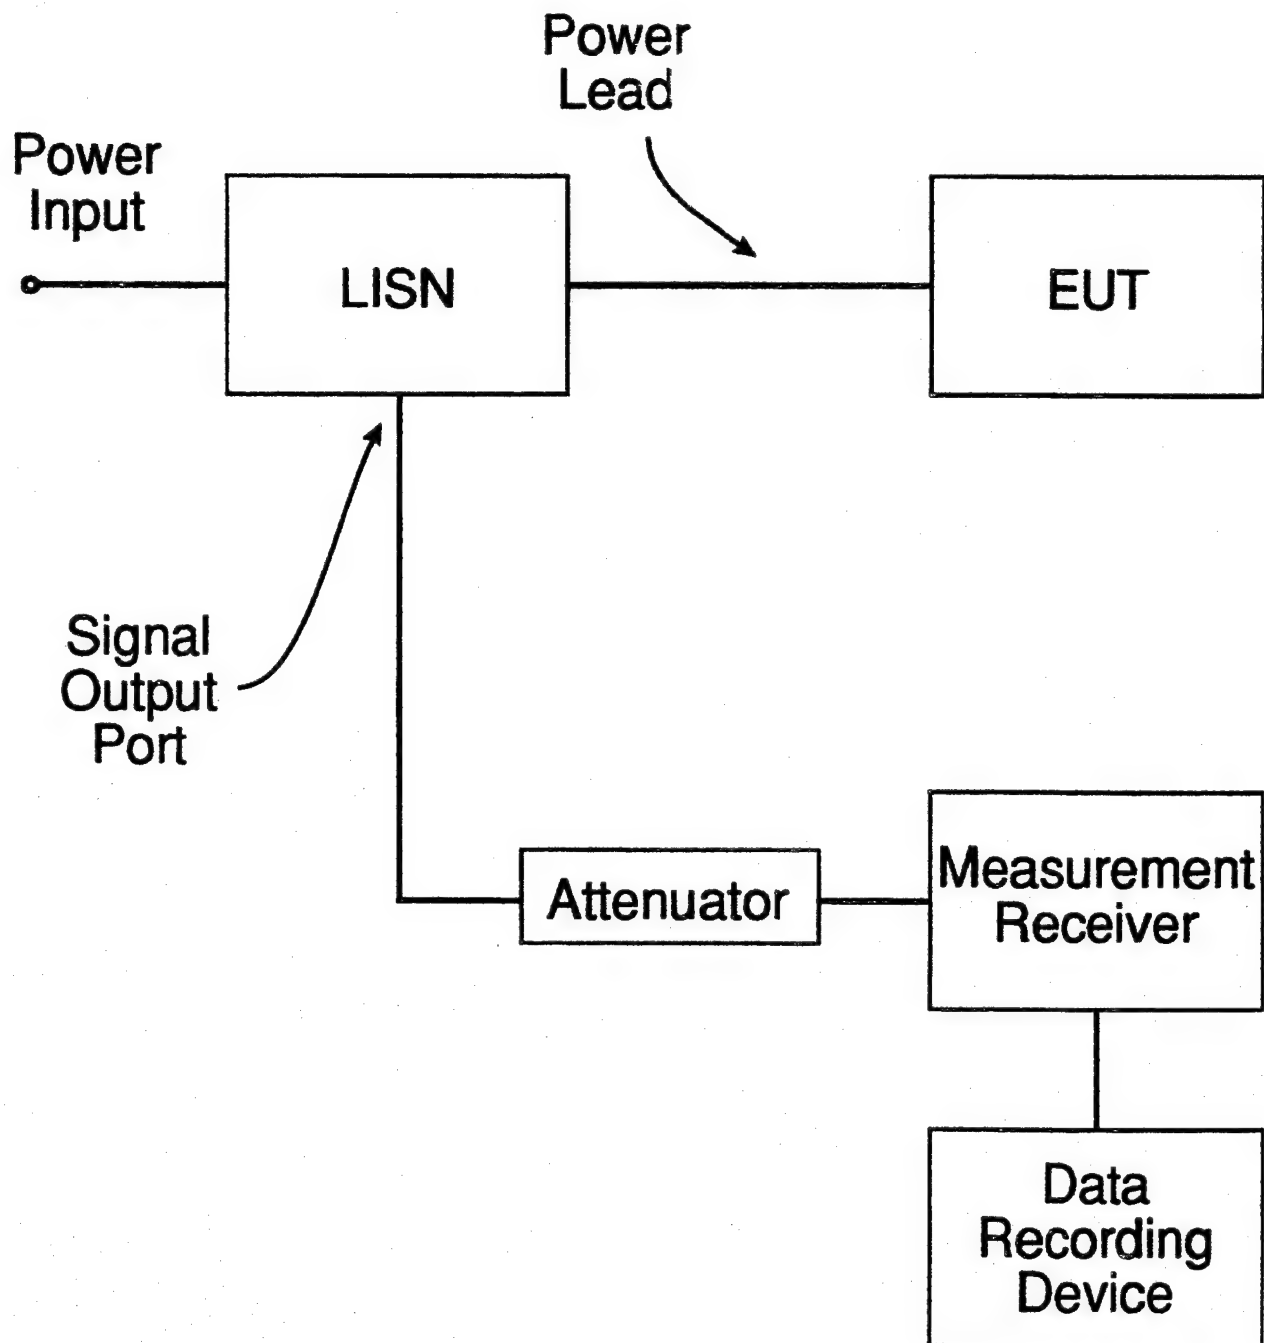 Power
Lead
Power
Input
LISN
EUT
Signal
Output
Port
Attenuator
Measurement
Receiver
Data
Recording
Device